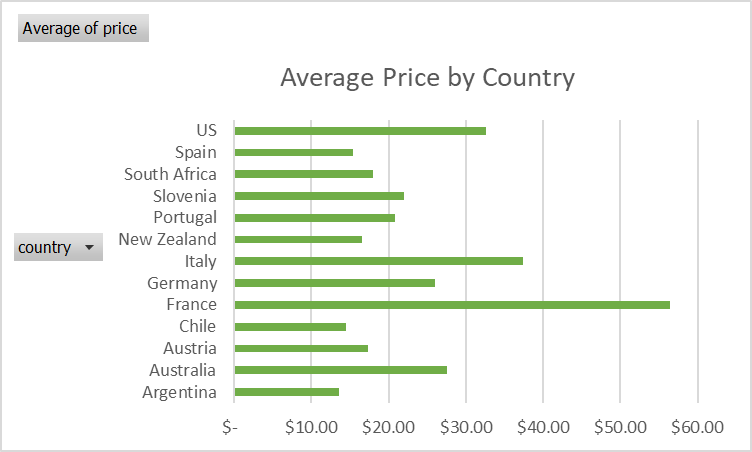 Average of price
Average Price by Country
US
Spain
South Africa
Slovenia
Portugal
New Zealand
country
Italy
Germany
France
Chile
Austria
Australia
Argentina
$- $10.00 $20.00 $30.00 $40.00 $50.00 $60.00